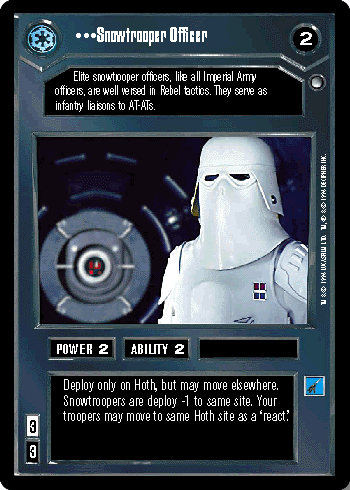 •••Snowtrooper Officer
2
Elite snowtrooper officers, like all Imperial Army
officers, are well versed in Rebel tactics. They serve as
infantry liaisons to AT-ATs.
POWER 2
ABILITY 2
Deploy only on Hoth, but may move elsewhere.
Snowtroopers are deploy -1 to same site. Your
troopers may move to same Hoth site as a 'react.'
3
3